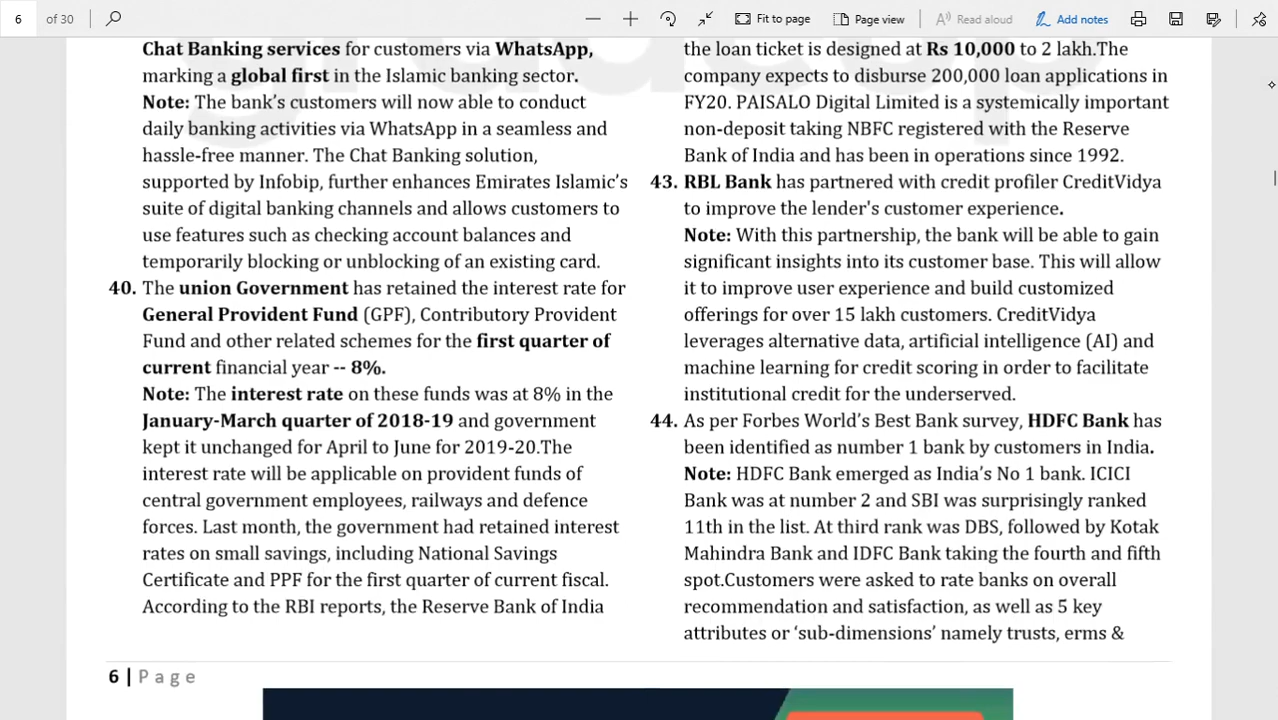 6 of 30
Fit to page
Page view
Read aloud
Add notes
Chat Banking services for customers via WhatsApp,
marking a global first in the Islamic banking sector.
Note: The bank's customers will now able to conduct
daily banking activities via WhatsApp in a seamless and
hassle-free manner. The Chat Banking solution,
supported by Infobip, further enhances Emirates Islamic's
suite of digital banking channels and allows customers to
use features such as checking account balances and
temporarily blocking or unblocking of an existing card.
40. The union Government has retained the interest rate for
General Provident Fund (GPF), Contributory Provident
Fund and other related schemes for the first quarter of
current financial year -- 8%.
Note: The interest rate on these funds was at 8% in the
January-March quarter of 2018-19 and government
kept it unchanged for April to June for 2019-20.The
interest rate will be applicable on provident funds of
central government employees, railways and defence
forces. Last month, the government had retained interest
rates on small savings, including National Savings
Certificate and PPF for the first quarter of current fiscal.
According to the RBI reports, the Reserve Bank of India
the loan ticket is designed at Rs 10,000 to 2 lakh.The
company expects to disburse 200,000 loan applications in
FY20. PAISALO Digital Limited is a systemically important
non-deposit taking NBFC registered with the Reserve
Bank of India and has been in operations since 1992.
43. RBL Bank has partnered with credit profiler CreditVidya
to improve the lender's customer experience.
Note: With this partnership, the bank will be able to gain
significant insights into its customer base. This will allow
it to improve user experience and build customized
offerings for over 15 lakh customers. CreditVidya
leverages alternative data, artificial intelligence (AI) and
machine learning for credit scoring in order to facilitate
institutional credit for the underserved.
44. As per Forbes World's Best Bank survey, HDFC Bank has
been identified as number 1 bank by customers in India.
Note: HDFC Bank emerged as India's No 1 bank. ICICI
Bank was at number 2 and SBI was surprisingly ranked
11th in the list. At third rank was DBS, followed by Kotak
Mahindra Bank and IDFC Bank taking the fourth and fifth
spot.Customers were asked to rate banks on overall
recommendation and satisfaction, as well as 5 key
attributes or 'sub-dimensions' namely trusts, erms &
6 | Page